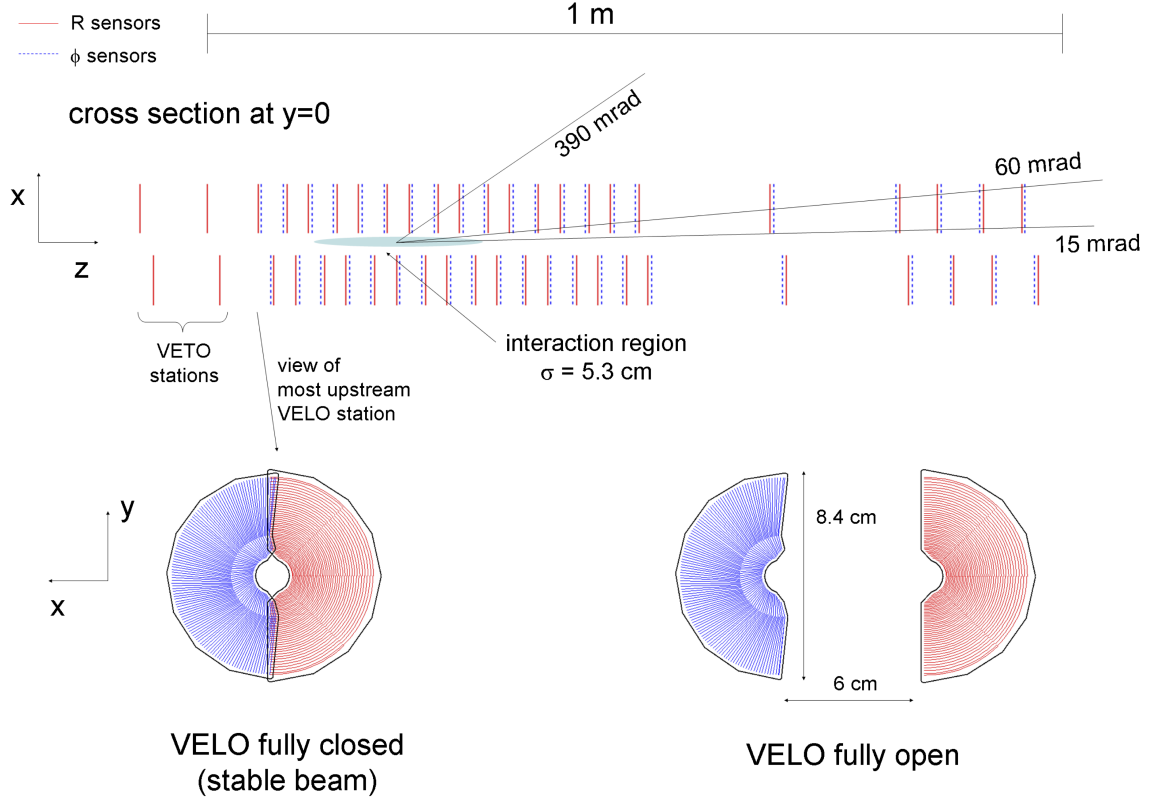 R sensors
ϕ sensors
1 m
cross section at y=0
390 mrad
60 mrad
15 mrad
x
z
VETO
stations
view of
most upstream
VELO station
interaction region
σ = 5.3 cm
y
x
8.4 cm
6 cm
VELO fully closed
(stable beam)
VELO fully open